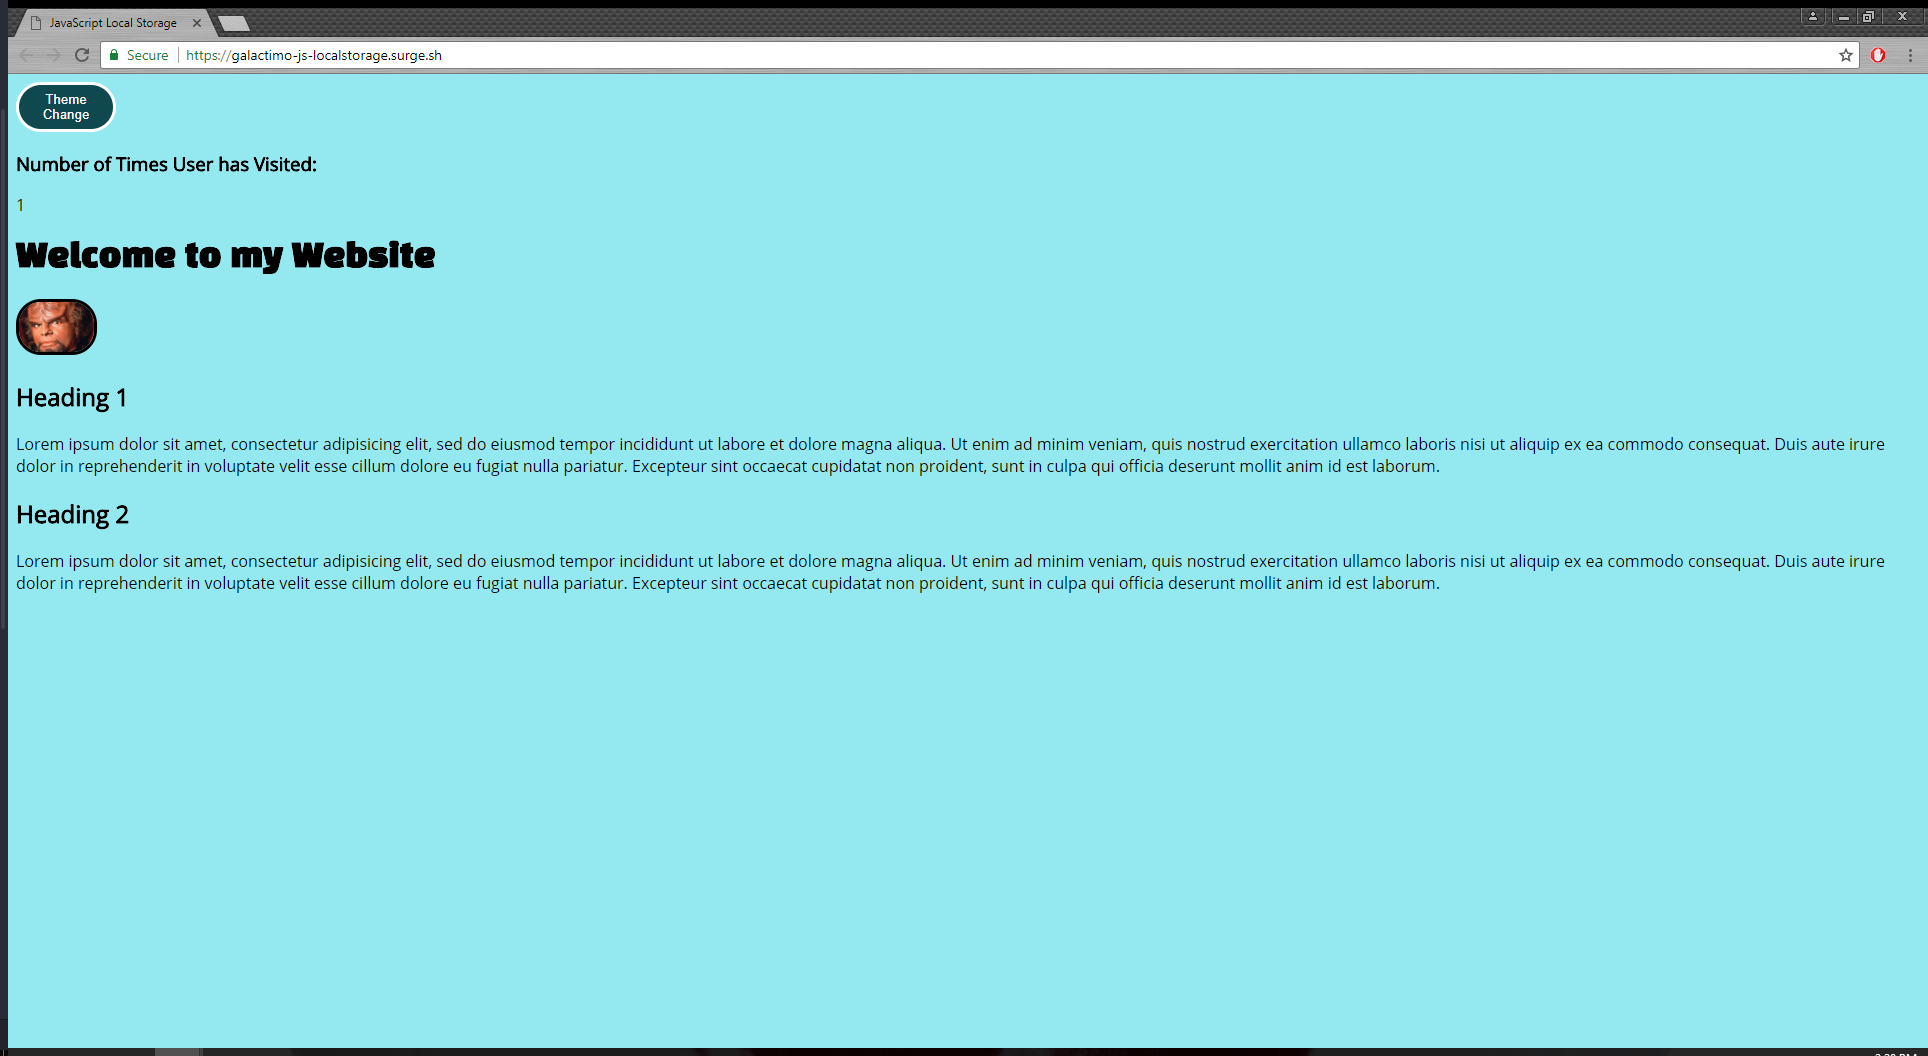 JavaScript Local Storage
Secure
https://galactimo-js-localstorage.surge.sh
Theme
Change
Number of Times User has Visited:
1
Welcome to my Website
Heading 1
Lorem ipsum dolor sit amet, consectetur adipisicing elit, sed do eiusmod tempor incididunt ut labore et dolore magna aliqua. Ut enim ad minim veniam, quis nostrud exercitation ullamco laboris nisi ut aliquip ex ea commodo consequat. Duis aute irure
dolor in reprehenderit in voluptate velit esse cillum dolore eu fugiat nulla pariatur. Excepteur sint occaecat cupidatat non proident, sunt in culpa qui officia deserunt mollit anim id est laborum.
Heading 2
Lorem ipsum dolor sit amet, consectetur adipisicing elit, sed do eiusmod tempor incididunt ut labore et dolore magna aliqua. Ut enim ad minim veniam, quis nostrud exercitation ullamco laboris nisi ut aliquip ex ea commodo consequat. Duis aute irure
dolor in reprehenderit in voluptate velit esse cillum dolore eu fugiat nulla pariatur. Excepteur sint occaecat cupidatat non proident, sunt in culpa qui officia deserunt mollit anim id est laborum.